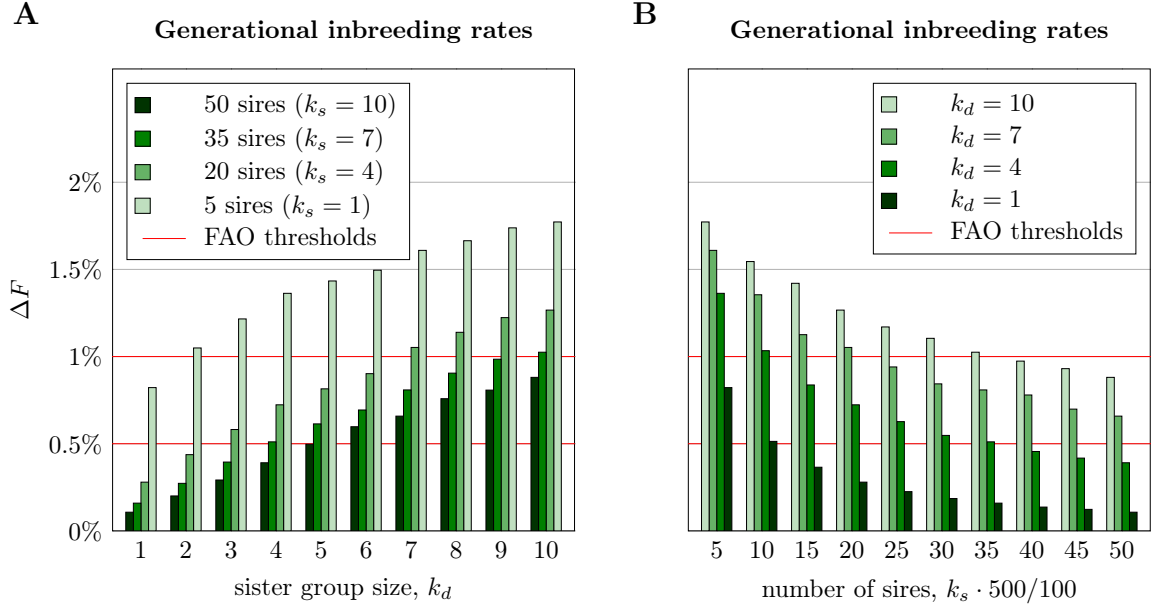 A
Generational inbreeding rates
50 sires (k_s = 10)
35 sires (k_s = 7)
20 sires (k_s = 4)
5 sires (k_s = 1)
FAO thresholds
2%
1.5%
1%
0.5%
0%
ΔF
1 2 3 4 5 6 7 8 9 10
sister group size, k_d
B
Generational inbreeding rates
k_d = 10
k_d = 7
k_d = 4
k_d = 1
FAO thresholds
5 10 15 20 25 30 35 40 45 50
number of sires, k_s · 500/100